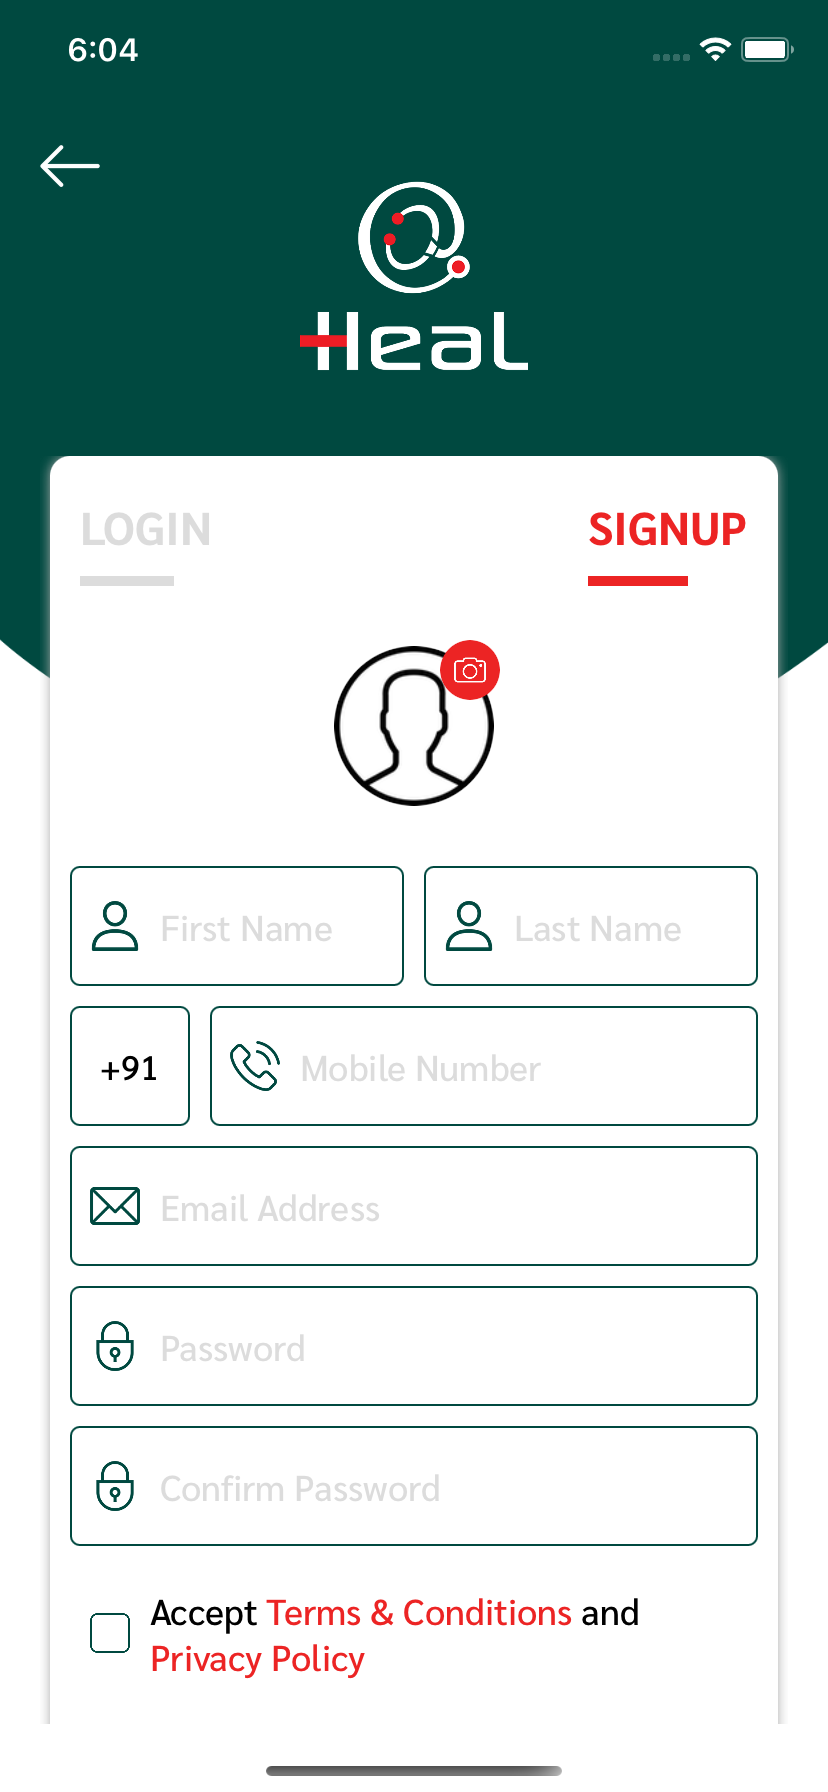 6:04
Heal
LOGIN
SIGNUP
First Name
Last Name
+91
Mobile Number
Email Address
Password
Confirm Password
Accept Terms & Conditions and
Privacy Policy